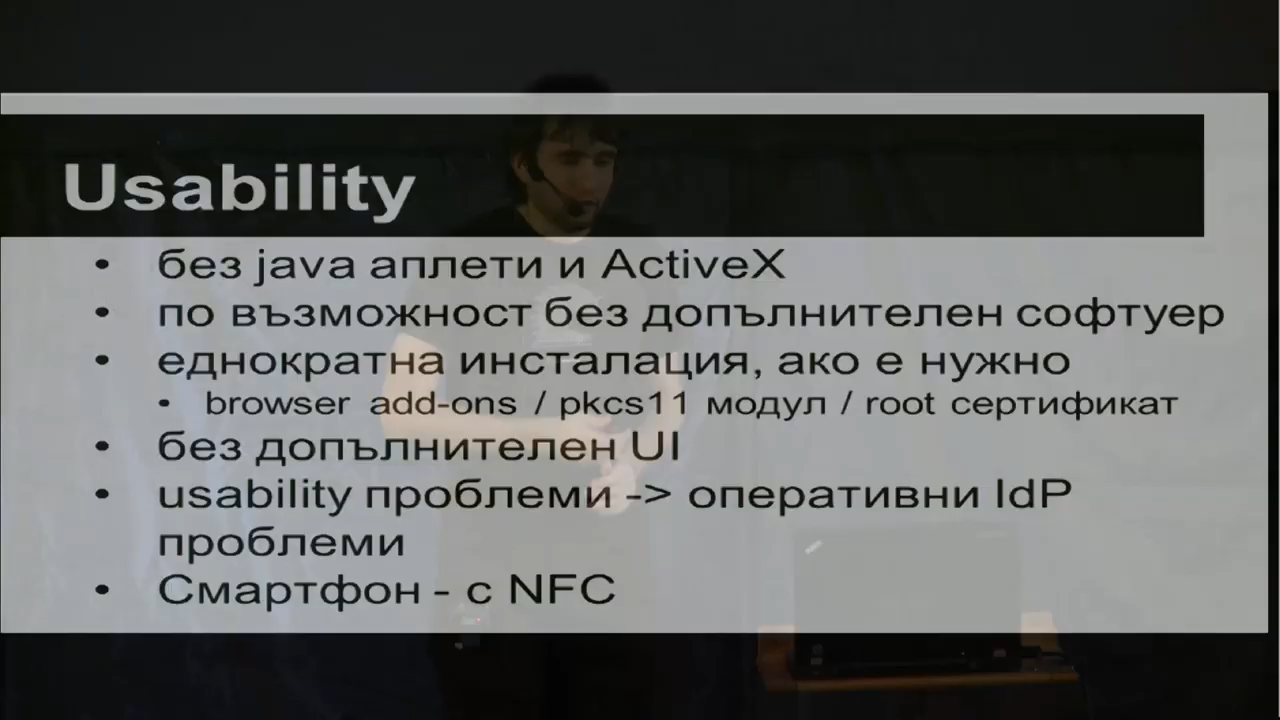 Usability
• без java аплети и ActiveX
• по възможност без допълнителен софтуер
• еднократна инсталация, ако е нужно
• browser add-ons / pkcs11 модул / root сертификат
• без допълнителен UI
• usability проблеми -> оперативни IdP
проблеми
• Смартфон - с NFC